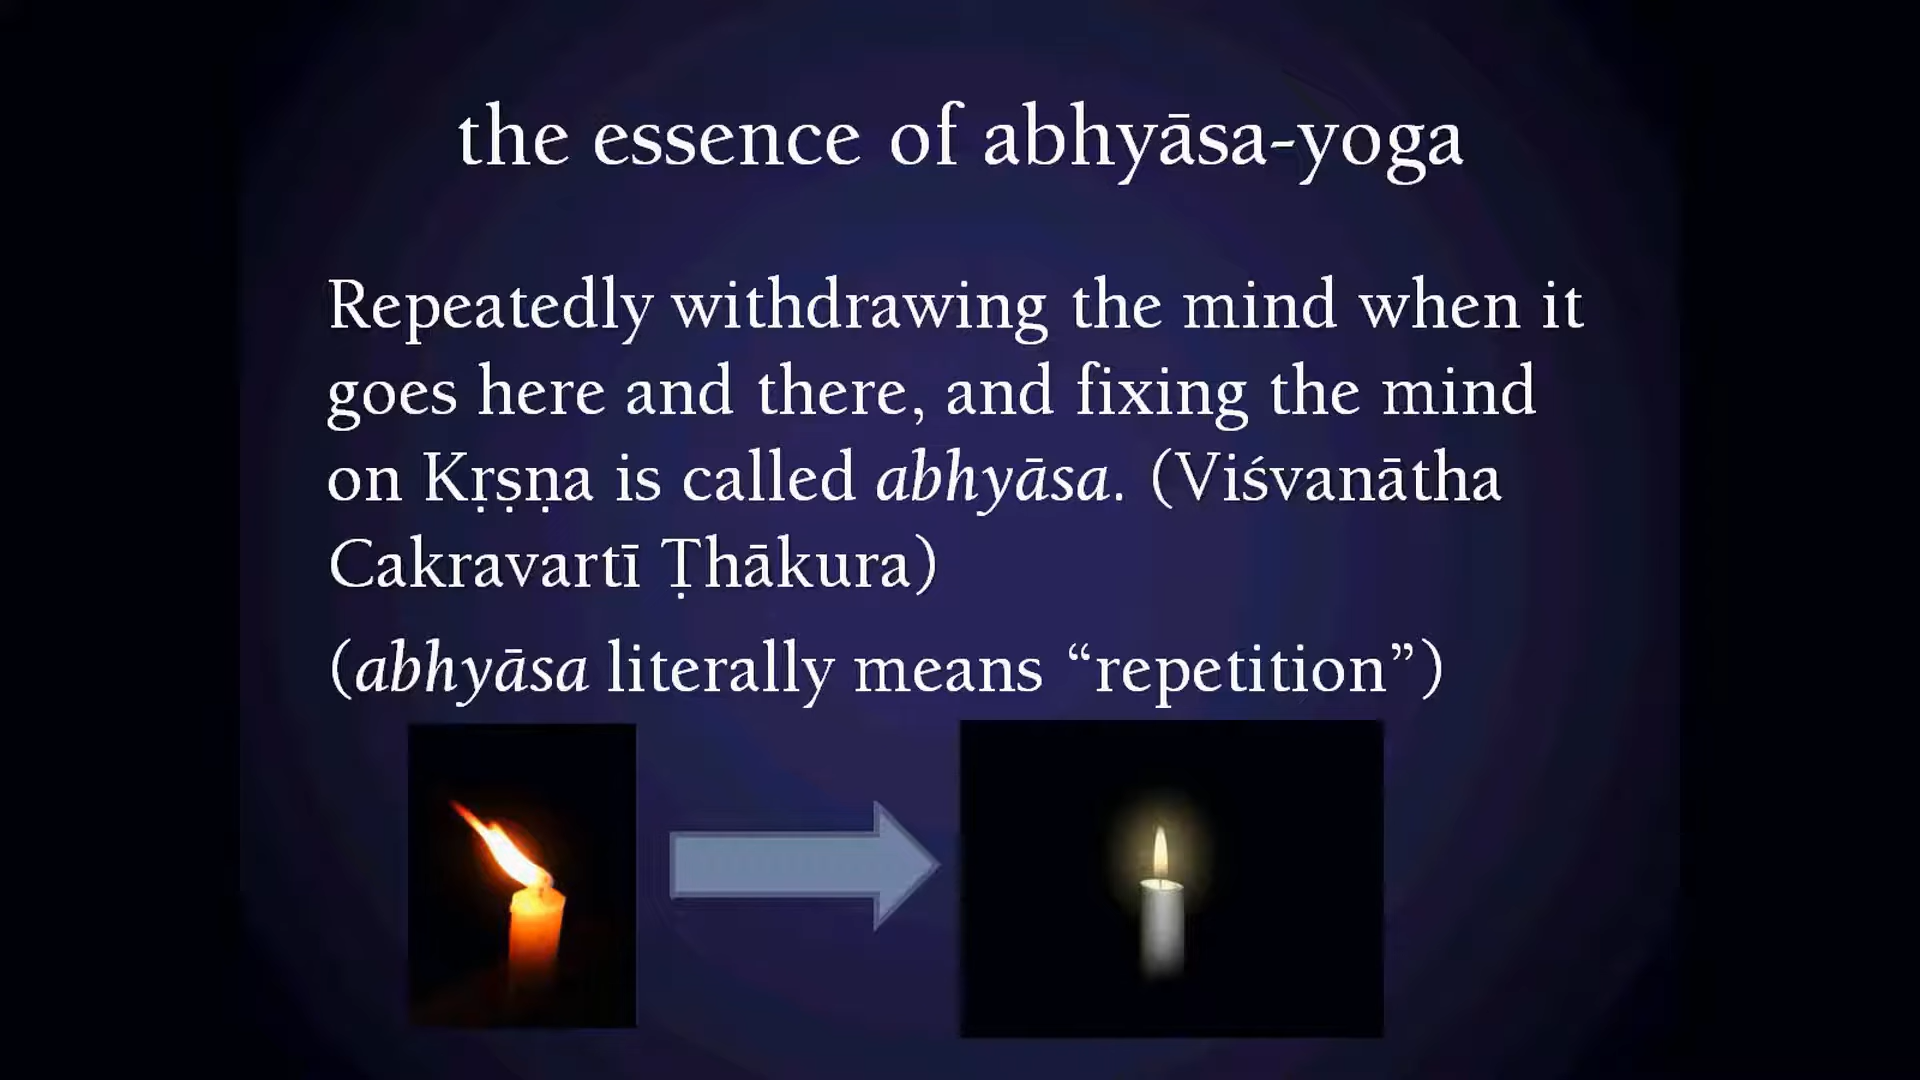 the essence of abhyāsa-yoga
Repeatedly withdrawing the mind when it
goes here and there, and fixing the mind
on Kṛṣṇa is called abhyāsa. (Viśvanātha
Cakravartī Ṭhākura)
(abhyāsa literally means “repetition”)